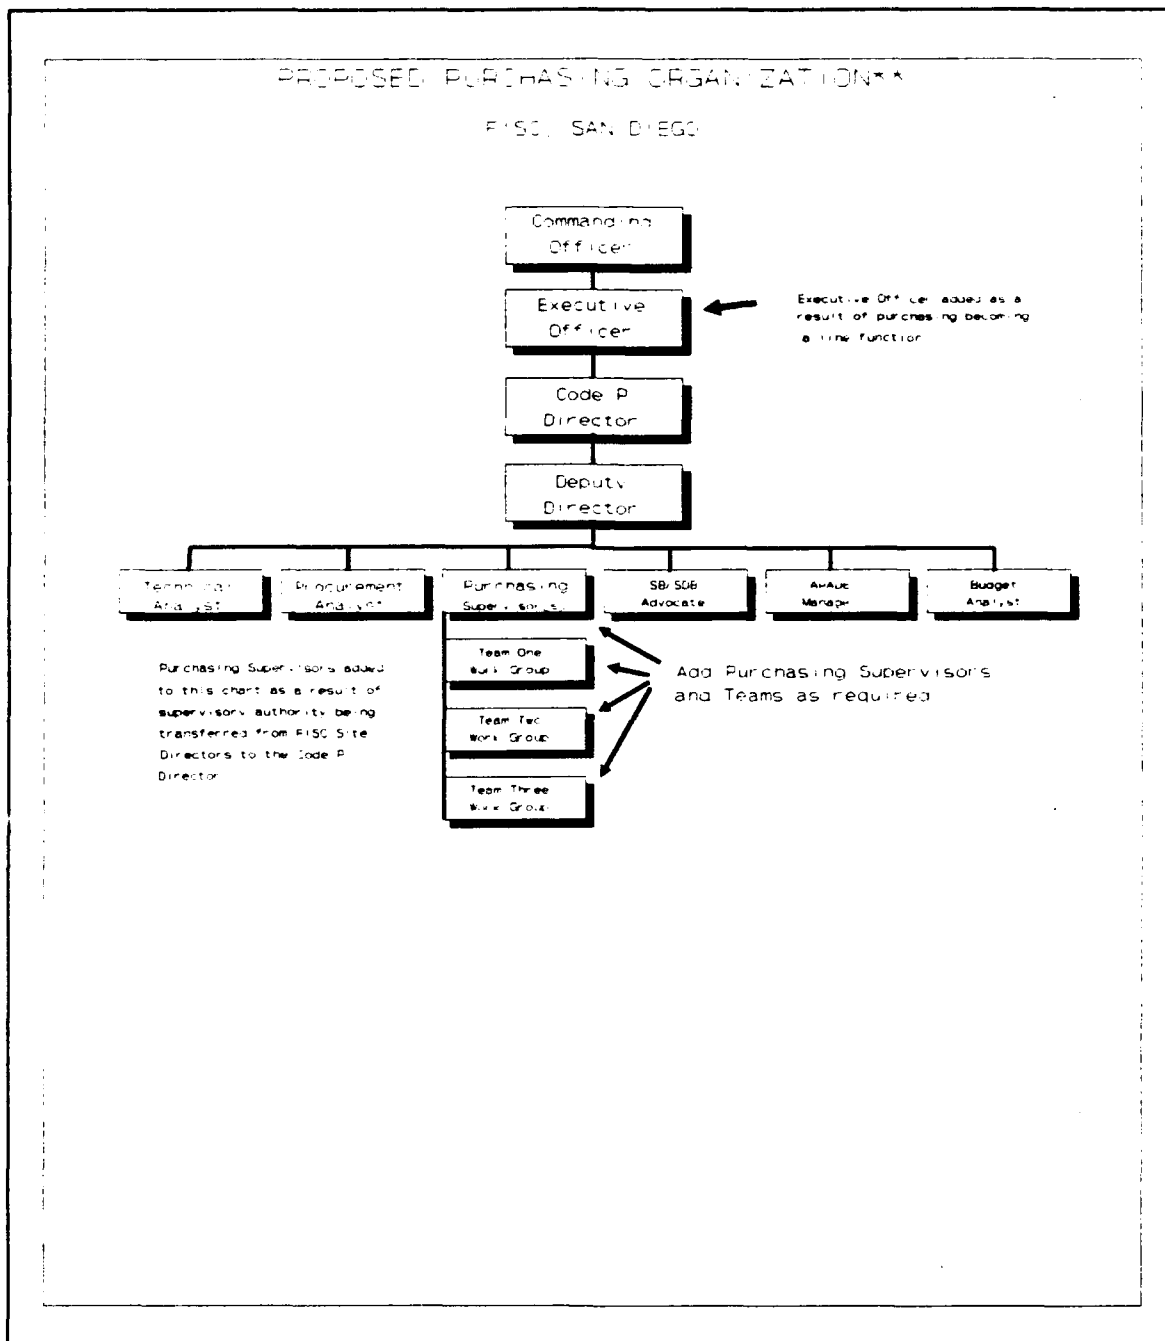 PROPOSED PURCHASING ORGANIZATION**
FISC, SAN DIEGO
Commanding
Officer
Executive
Officer
Executive Officer added as a
result of purchasing becoming
a line function
Code P
Director
Deputy
Director
Technical
Analyst
Procurement
Analyst
Purchasing
Supervisor(s)
SB/SDB
Advocate
Manager
Budget
Analyst
Team One
Work Group
Team Two
Work Group
Team Three
Work Group
Purchasing Supervisors added
to this chart as a result of
supervisory authority being
transferred from FISC Site
Directors to the Code P
Director
Add Purchasing Supervisors
and Teams as required